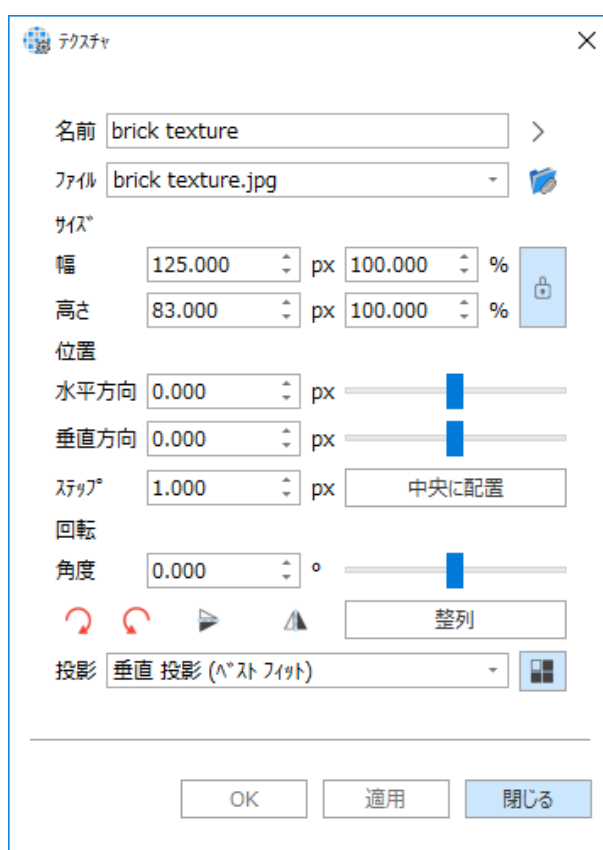 ﾃｸｽﾁｬ
名前 brick texture
ﾌｧｲﾙ brick texture.jpg
ｻｲｽﾞ
幅 125.000 px 100.000 %
高さ 83.000 px 100.000 %
位置
水平方向 0.000 px
垂直方向 0.000 px
ｽﾃｯﾌﾟ 1.000 px 中央に配置
回転
角度 0.000 °
整列
投影 垂直 投影 (ﾍﾞｽﾄ ﾌｨｯﾄ)
OK 適用 閉じる